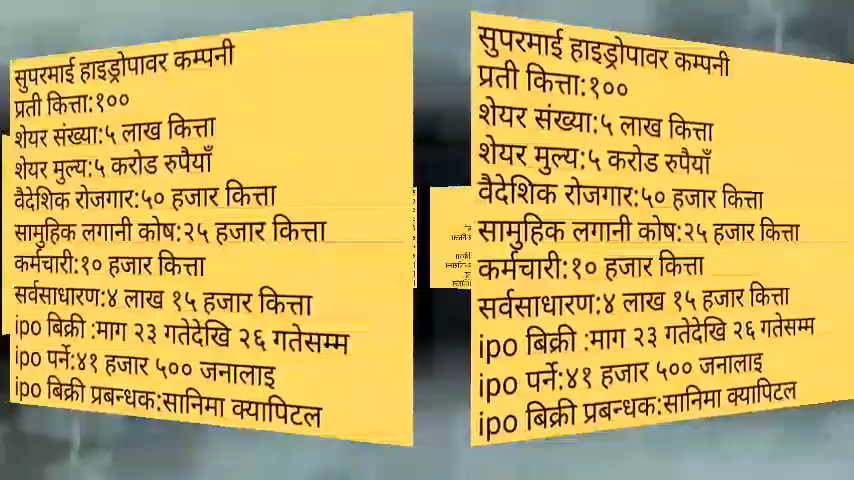 सुपरमाई हाइड्रोपावर कम्पनी
प्रती कित्ता:१००
शेयर संख्या:५ लाख कित्ता
शेयर मुल्य:५ करोड रुपैयाँ
वैदेशिक रोजगार:५० हजार कित्ता
सामुहिक लगानी कोष:२५ हजार कित्ता
कर्मचारी:१० हजार कित्ता
सर्वसाधारण:४ लाख १५ हजार कित्ता
ipo बिक्री :माग २३ गतेदेखि २६ गतेसम्म
ipo पर्ने:४१ हजार ५०० जनालाइ
ipo बिक्री प्रबन्धक:सानिमा क्यापिटल
सुपरमाई हाइड्रोपावर कम्पनी
प्रती कित्ता:१००
शेयर संख्या:५ लाख कित्ता
शेयर मुल्य:५ करोड रुपैयाँ
वैदेशिक रोजगार:५० हजार कित्ता
सामुहिक लगानी कोष:२५ हजार कित्ता
कर्मचारी:१० हजार कित्ता
सर्वसाधारण:४ लाख १५ हजार कित्ता
ipo बिक्री :माग २३ गतेदेखि २६ गतेसम्म
ipo पर्ने:४१ हजार ५०० जनालाइ
ipo बिक्री प्रबन्धक:सानिमा क्यापिटल